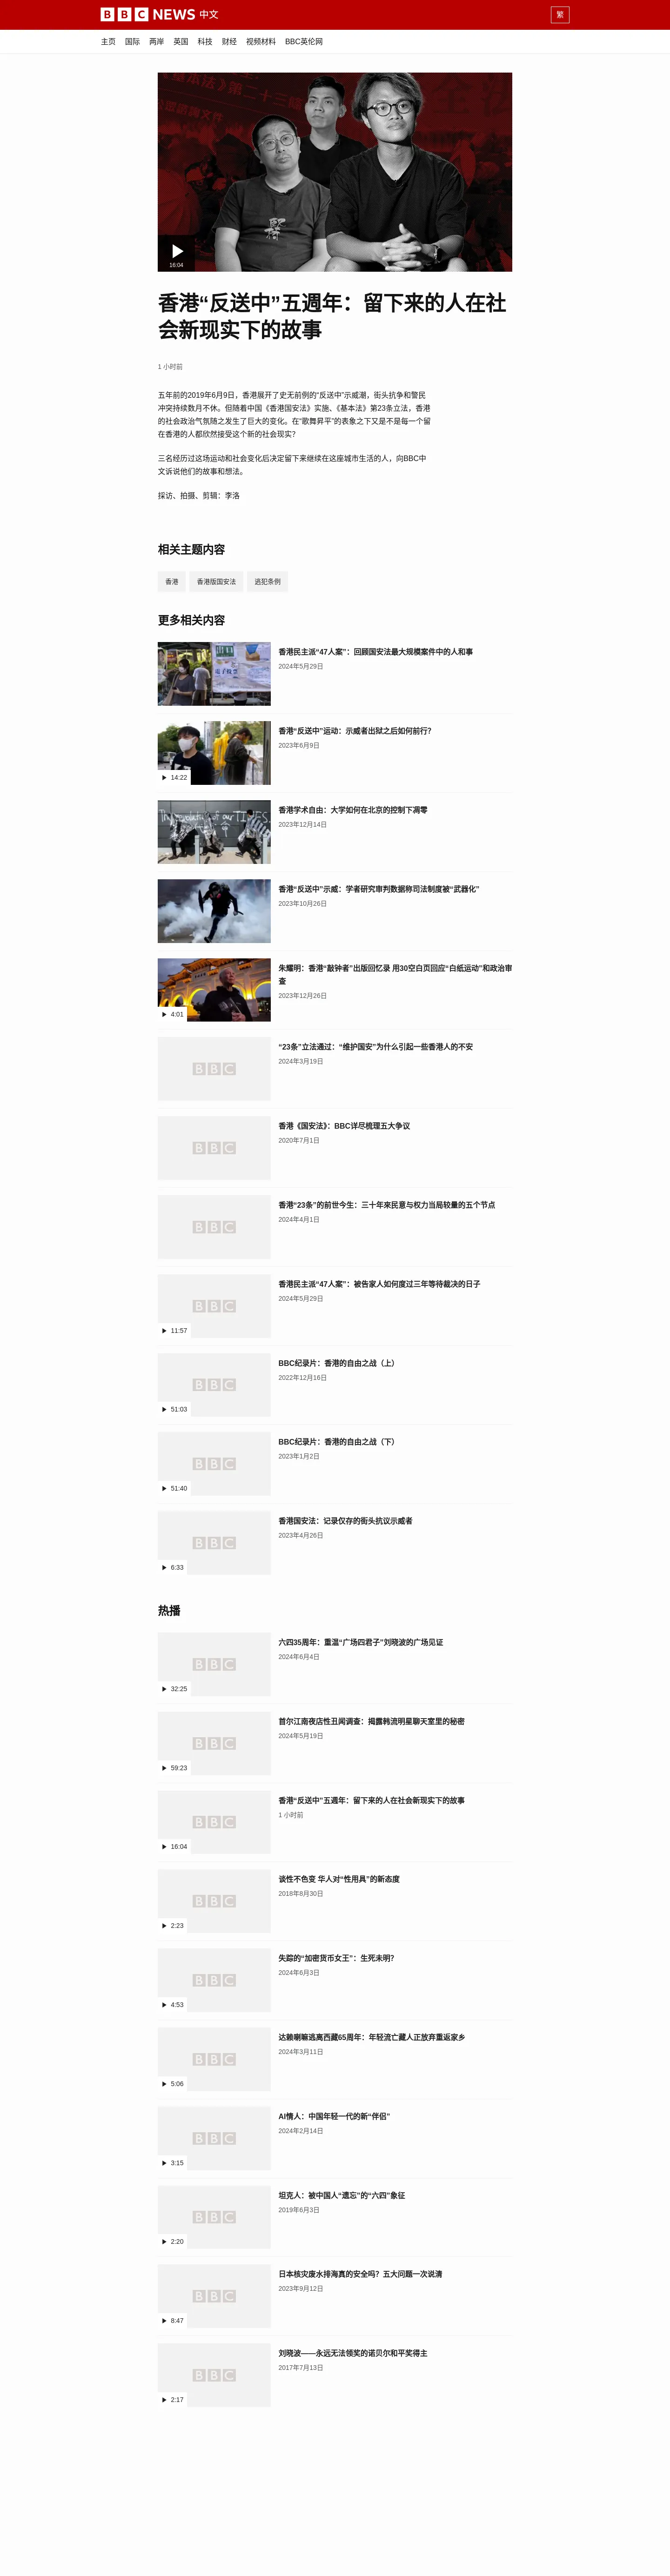 BBC NEWS 中文
繁
主页 国际 两岸 英国 科技 财经 视频材料 BBC英伦网
16:04
香港“反送中”五週年：留下来的人在社
会新现实下的故事
1 小时前
五年前的2019年6月9日，香港展开了史无前例的“反送中”示威潮，街头抗争和警民
冲突持续数月不休。但随着中国《香港国安法》实施、《基本法》第23条立法，香港
的社会政治气氛随之发生了巨大的变化。在“歌舞昇平”的表象之下又是不是每一个留
在香港的人都欣然接受这个新的社会现实？
三名经历过这场运动和社会变化后决定留下来继续在这座城市生活的人，向BBC中
文诉说他们的故事和想法。
採访、拍摄、剪辑：李洛
相关主题内容
香港 香港版国安法 逃犯条例
更多相关内容
香港民主派“47人案”：回顾国安法最大规模案件中的人和事
2024年5月29日
香港“反送中”运动：示威者出狱之后如何前行？
2023年6月9日
14:22
香港学术自由：大学如何在北京的控制下凋零
2023年12月14日
香港“反送中”示威：学者研究审判数据称司法制度被“武器化”
2023年10月26日
朱耀明：香港“敲钟者”出版回忆录 用30空白页回应“白纸运动”和政治审
查
2023年12月26日
4:01
“23条”立法通过：“维护国安”为什么引起一些香港人的不安
2024年3月19日
BBC
香港《国安法》：BBC详尽梳理五大争议
2020年7月1日
BBC
香港“23条”的前世今生：三十年來民意与权力当局较量的五个节点
2024年4月1日
BBC
香港民主派“47人案”：被告家人如何度过三年等待裁决的日子
2024年5月29日
BBC
11:57
BBC纪录片：香港的自由之战（上）
2022年12月16日
BBC
51:03
BBC纪录片：香港的自由之战（下）
2023年1月2日
BBC
51:40
香港国安法：记录仅存的街头抗议示威者
2023年4月26日
BBC
6:33
热播
六四35周年：重温“广场四君子”刘晓波的广场见证
2024年6月4日
BBC
32:25
首尔江南夜店性丑闻调查：揭露韩流明星聊天室里的秘密
2024年5月19日
BBC
59:23
香港“反送中”五週年：留下来的人在社会新现实下的故事
1 小时前
BBC
16:04
谈性不色变 华人对“性用具”的新态度
2018年8月30日
BBC
2:23
失踪的“加密货币女王”：生死未明？
2024年6月3日
BBC
4:53
达赖喇嘛逃离西藏65周年：年轻流亡藏人正放弃重返家乡
2024年3月11日
BBC
5:06
AI情人：中国年轻一代的新“伴侣”
2024年2月14日
BBC
3:15
坦克人：被中国人“遗忘”的“六四”象征
2019年6月3日
BBC
2:20
日本核灾废水排海真的安全吗？五大问题一次说清
2023年9月12日
BBC
8:47
刘晓波——永远无法领奖的诺贝尔和平奖得主
2017年7月13日
BBC
2:17